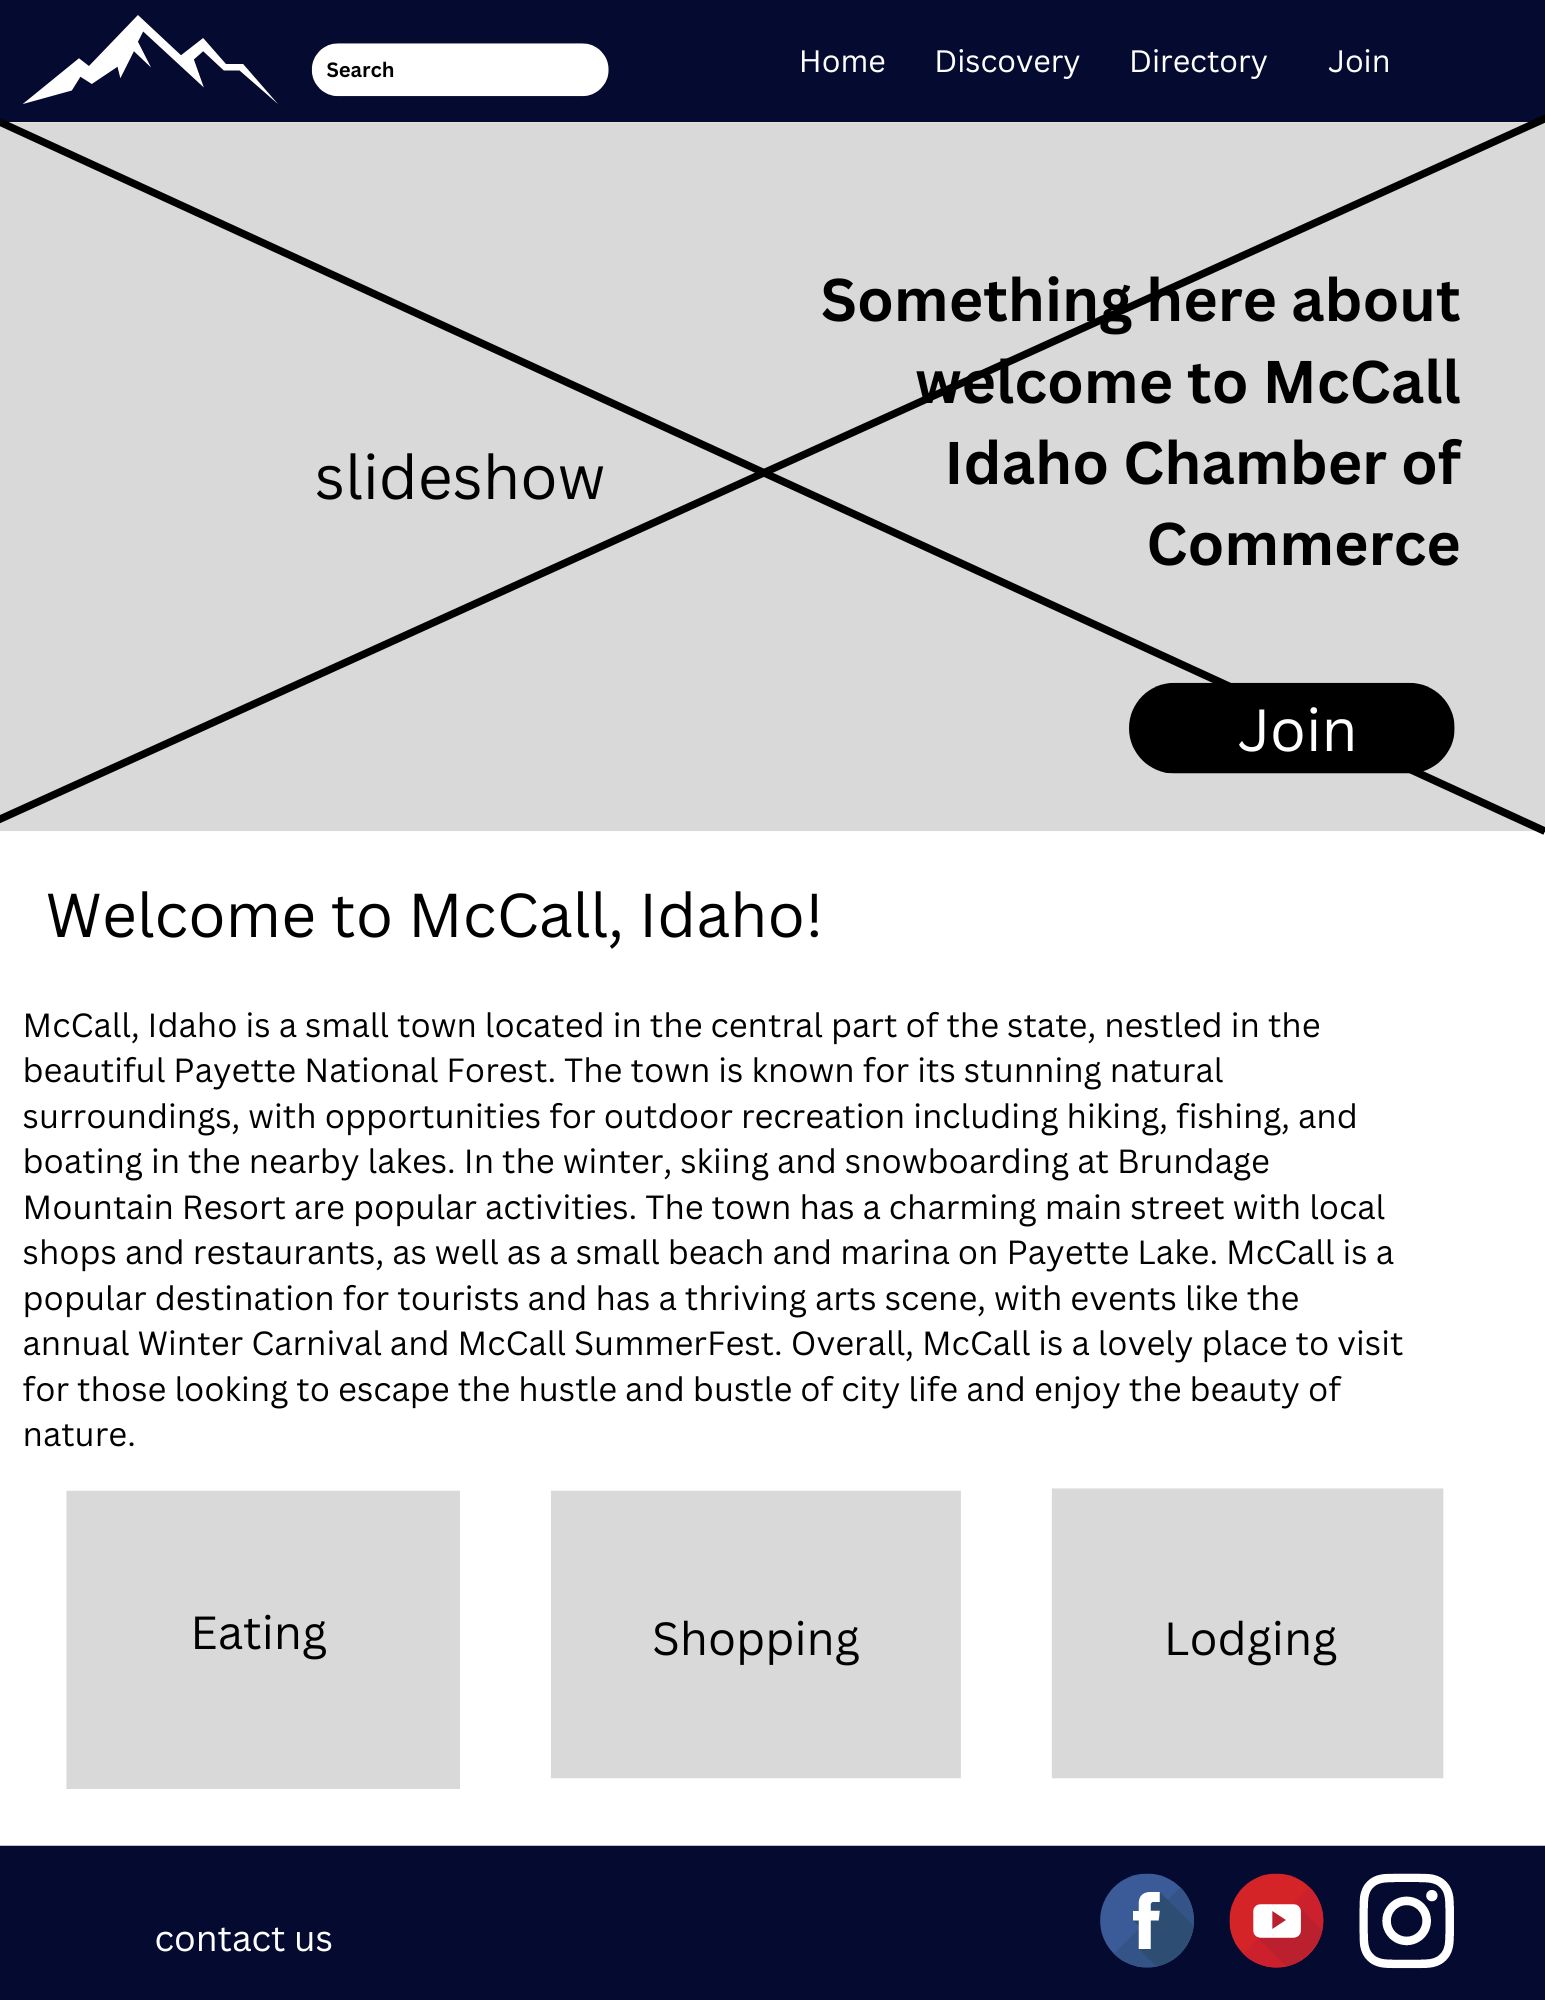 Search
Home
Discovery
Directory
Join
Something here about
welcome to McCall
Idaho Chamber of
Commerce
slideshow
Join
Welcome to McCall, Idaho!
McCall, Idaho is a small town located in the central part of the state, nestled in the
beautiful Payette National Forest. The town is known for its stunning natural
surroundings, with opportunities for outdoor recreation including hiking, fishing, and
boating in the nearby lakes. In the winter, skiing and snowboarding at Brundage
Mountain Resort are popular activities. The town has a charming main street with local
shops and restaurants, as well as a small beach and marina on Payette Lake. McCall is a
popular destination for tourists and has a thriving arts scene, with events like the
annual Winter Carnival and McCall SummerFest. Overall, McCall is a lovely place to visit
for those looking to escape the hustle and bustle of city life and enjoy the beauty of
nature.
Eating
Shopping
Lodging
contact us